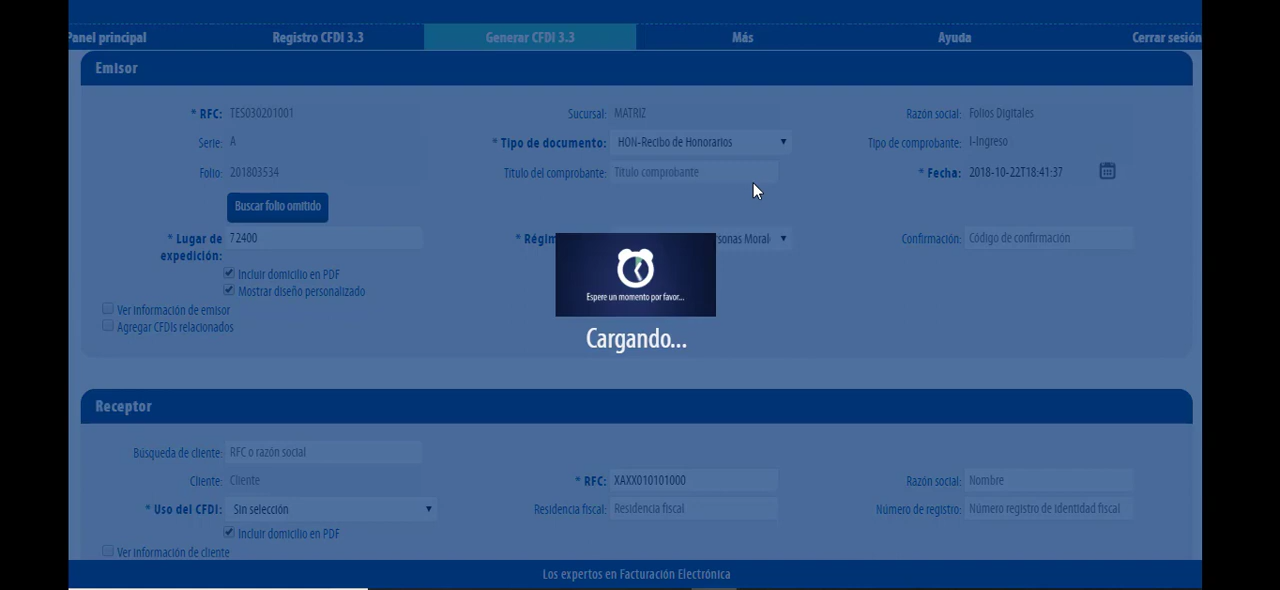 Panel principal Registro CFDI 3.3 Generar CFDI 3.3 Más Ayuda Cerrar sesión
Emisor
* RFC: TES030201001 Sucursal: MATRIZ Razón social: Folios Digitales
Serie: A * Tipo de documento: HON-Recibo de Honorarios Tipo de comprobante: I-Ingreso
Folio: 201803534 Titulo del comprobante: Titulo comprobante * Fecha: 2018-10-22T18:41:37
Buscar folio omitido
* Lugar de expedición: 72400 * Régim sonas Moral Confirmación: Código de confirmación
Incluir domicilio en PDF
Mostrar diseño personalizado
Espere un momento por favor...
Ver información de emisor
Agregar CFDIs relacionados
Cargando...
Receptor
Búsqueda de cliente: RFC o razón social
Cliente: Cliente * RFC: XAXX010101000 Razón social: Nombre
* Uso del CFDI: Sin selección Residencia fiscal: Residencia fiscal Número de registro: Número registro de identidad fiscal
Incluir domicilio en PDF
Ver información de cliente
Los expertos en Facturación Electrónica